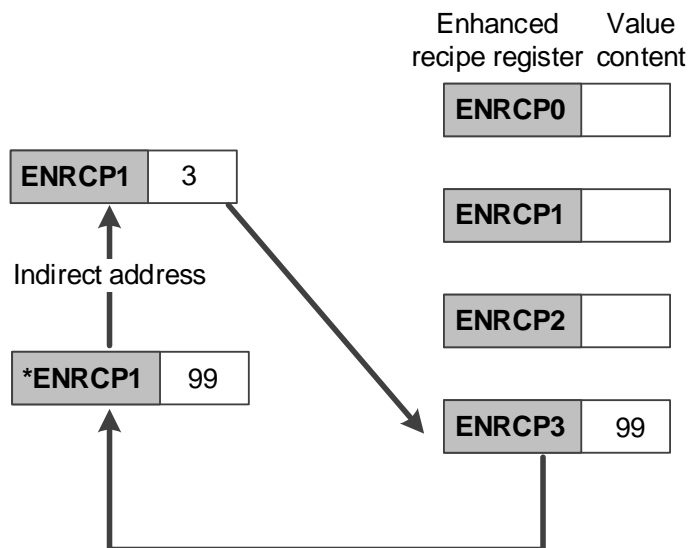 Enhanced Value
recipe register content
ENRCP0
ENRCP1 3
ENRCP1
Indirect address
ENRCP2
*ENRCP1 99
ENRCP3 99